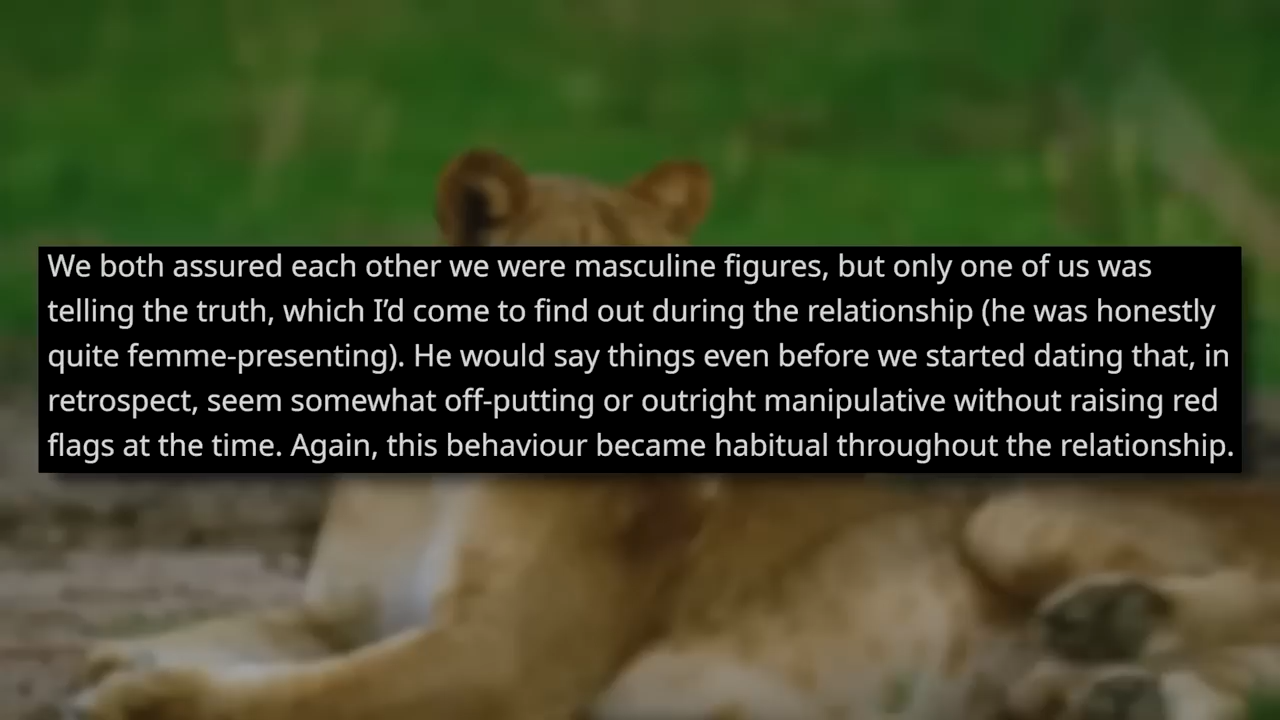 We both assured each other we were masculine figures, but only one of us was
telling the truth, which I’d come to find out during the relationship (he was honestly
quite femme-presenting). He would say things even before we started dating that, in
retrospect, seem somewhat off-putting or outright manipulative without raising red
flags at the time. Again, this behaviour became habitual throughout the relationship.